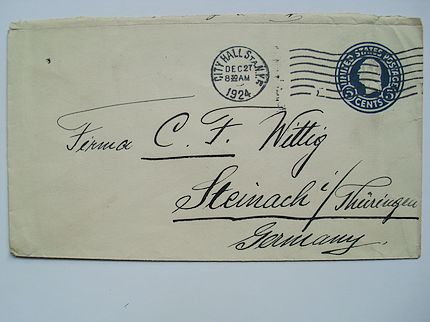 CITY HALL STA. N.Y.
DEC 27
8 30 AM
1924
UNITED STATES POSTAGE
5 CENTS 5
Firma C. F. Wittig
Steinach i/Thüringen
Germany.